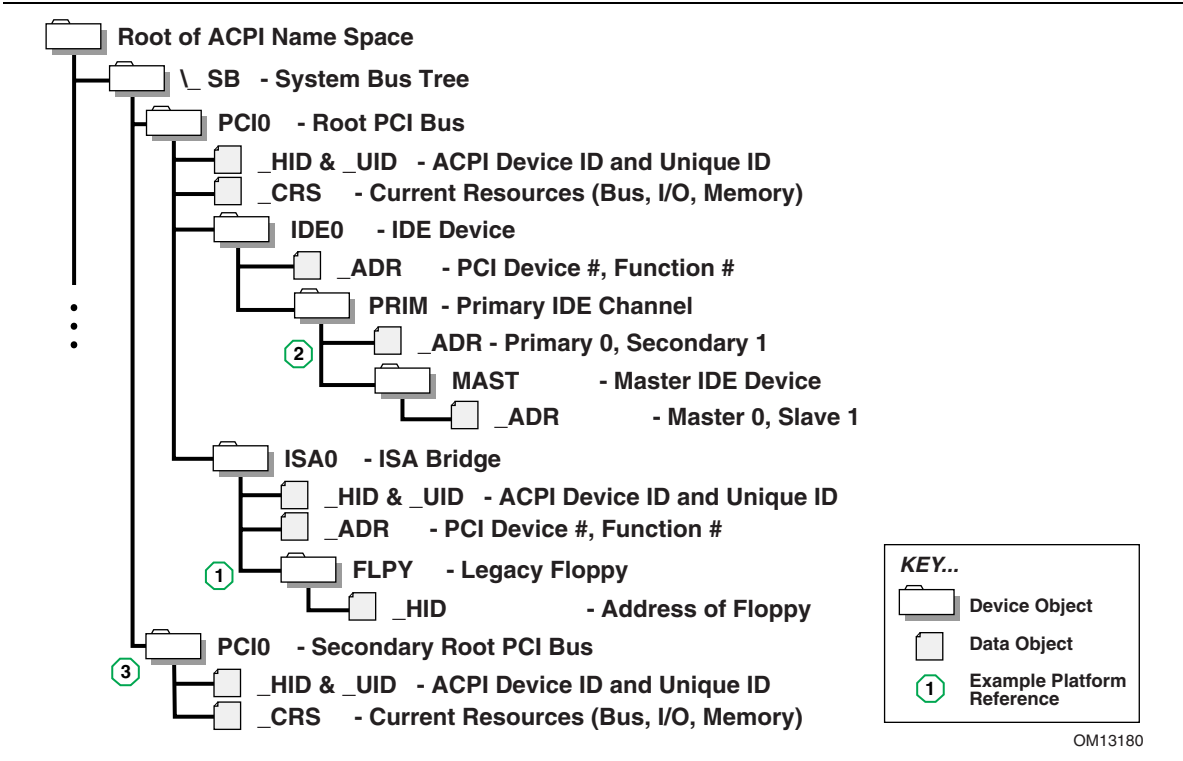 Root of ACPI Name Space
\_ SB - System Bus Tree
PCI0 - Root PCI Bus
_HID & _UID - ACPI Device ID and Unique ID
_CRS - Current Resources (Bus, I/O, Memory)
IDE0 - IDE Device
_ADR - PCI Device #, Function #
PRIM - Primary IDE Channel
2
_ADR - Primary 0, Secondary 1
MAST - Master IDE Device
_ADR - Master 0, Slave 1
ISA0 - ISA Bridge
_HID & _UID - ACPI Device ID and Unique ID
_ADR - PCI Device #, Function #
1
FLPY - Legacy Floppy
_HID - Address of Floppy
PCI0 - Secondary Root PCI Bus
3
_HID & _UID - ACPI Device ID and Unique ID
_CRS - Current Resources (Bus, I/O, Memory)
KEY...
Device Object
Data Object
1
Example Platform
Reference
OM13180